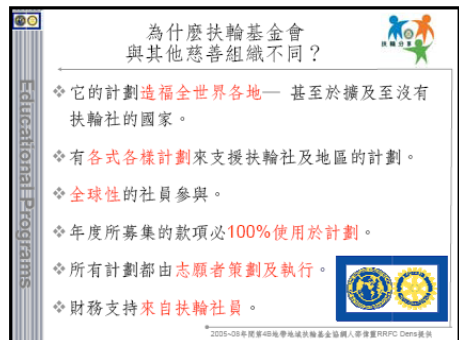 為什麼扶輪基金會
與其他慈善組織不同？
扶輪分享
Educational Programs
❖它的計劃造福全世界各地— 甚至於擴及至沒有
扶輪社的國家。
❖有各式各樣計劃來支援扶輪社及地區的計劃。
❖全球性的社員參與。
❖年度所募集的款項必100%使用於計劃。
❖所有計劃都由志願者策劃及執行。
❖財務支持來自扶輪社員。